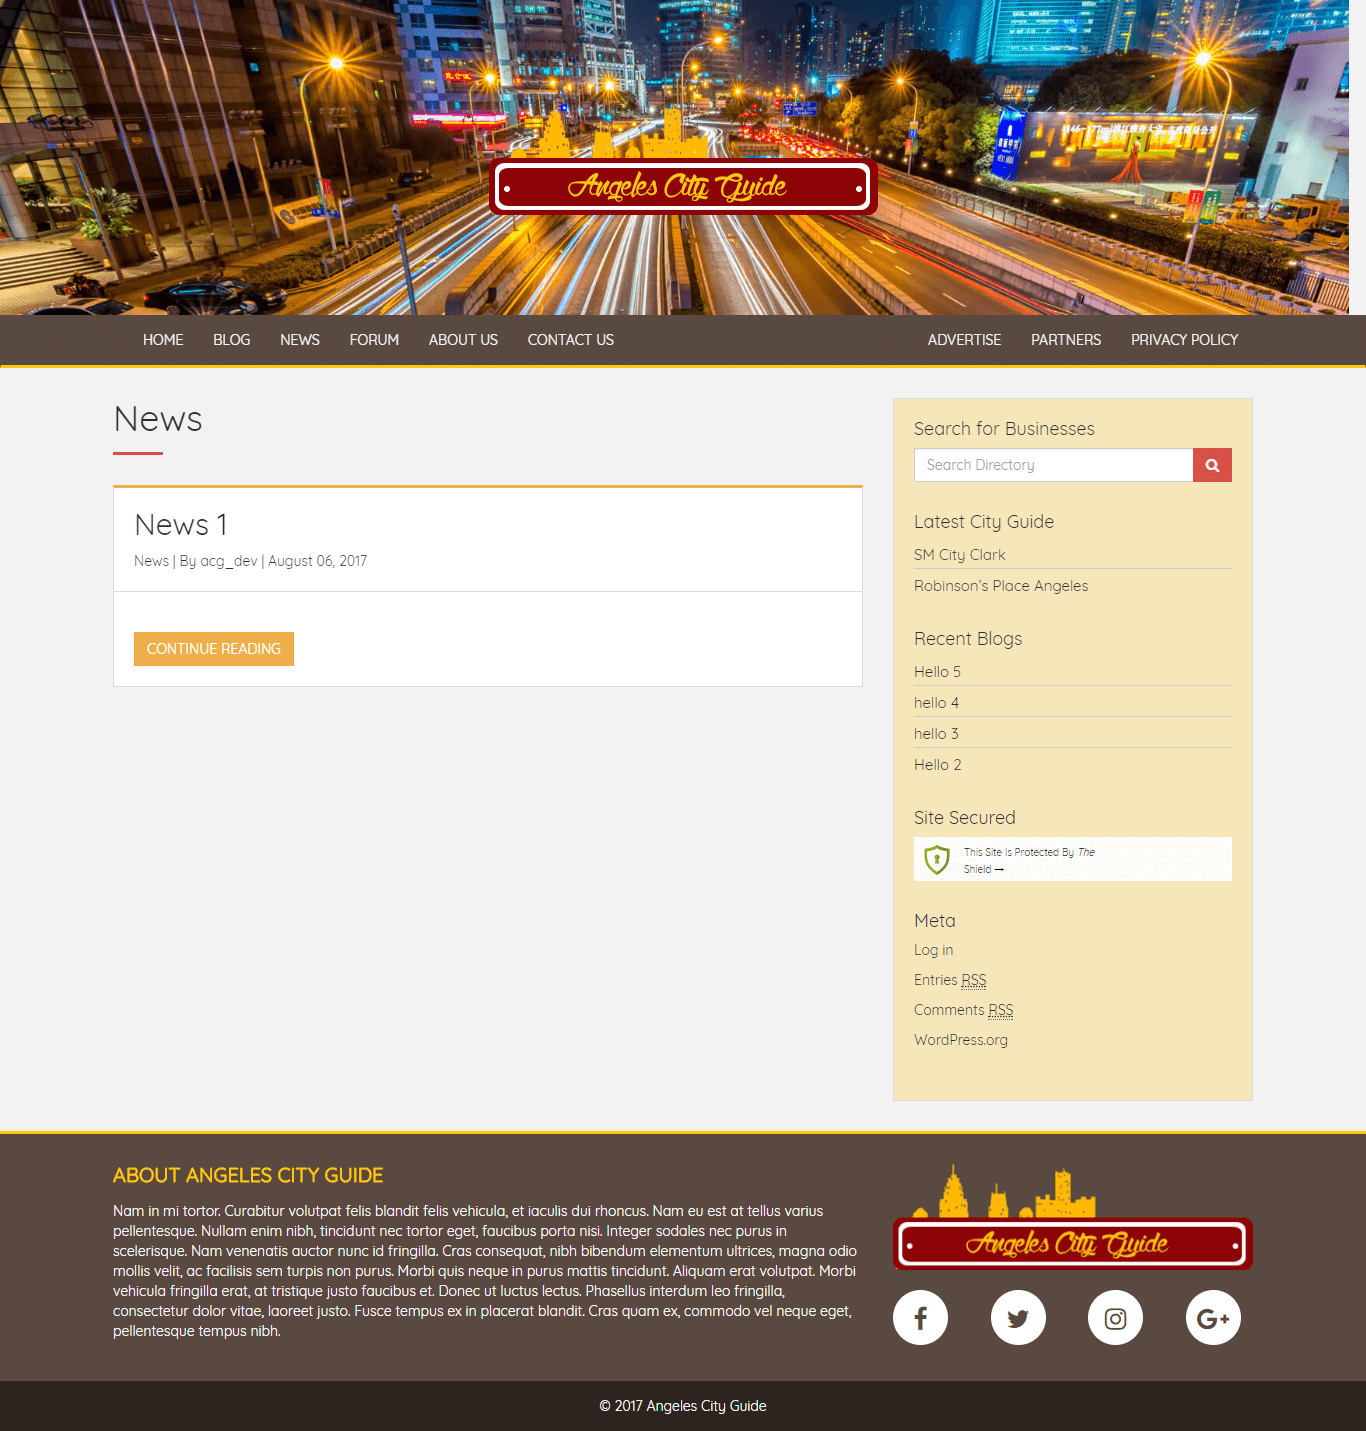 Angeles City Guide
HOME BLOG NEWS FORUM ABOUT US CONTACT US ADVERTISE PARTNERS PRIVACY POLICY
News
News 1
News | By acg_dev | August 06, 2017
CONTINUE READING
Search for Businesses
Search Directory
Latest City Guide
SM City Clark
Robinson's Place Angeles
Recent Blogs
Hello 5
hello 4
hello 3
Hello 2
Site Secured
This Site Is Protected By The
Shield →
Meta
Log in
Entries RSS
Comments RSS
WordPress.org
ABOUT ANGELES CITY GUIDE
Nam in mi tortor. Curabitur volutpat felis blandit felis vehicula, et iaculis dui rhoncus. Nam eu est at tellus varius
pellentesque. Nullam enim nibh, tincidunt nec tortor eget, faucibus porta nisi. Integer sodales nec purus in
scelerisque. Nam venenatis auctor nunc id fringilla. Cras consequat, nibh bibendum elementum ultrices, magna odio
mollis velit, ac facilisis sem turpis non purus. Morbi quis neque in purus mattis tincidunt. Aliquam erat volutpat. Morbi
vehicula fringilla erat, at tristique justo faucibus et. Donec ut luctus lectus. Phasellus interdum leo fringilla,
consectetur dolor vitae, laoreet justo. Fusce tempus ex in placerat blandit. Cras quam ex, commodo vel neque eget,
pellentesque tempus nibh.
Angeles City Guide
© 2017 Angeles City Guide